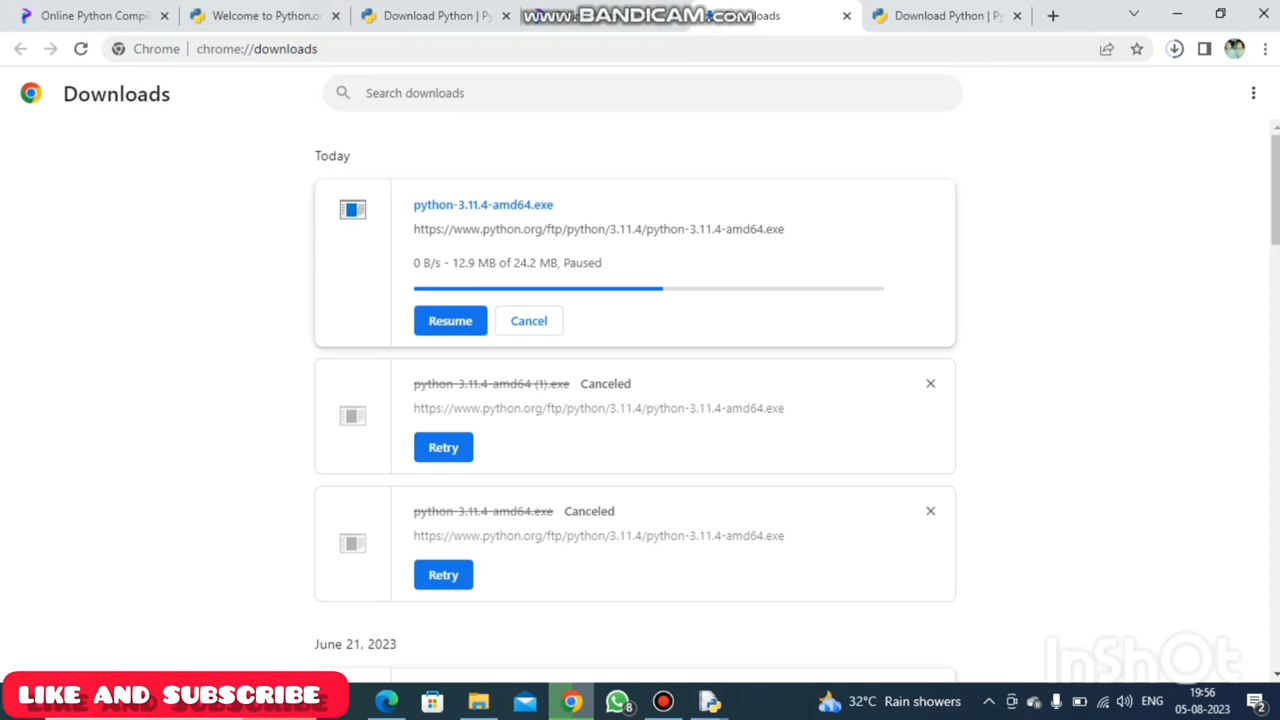 Online Python Compil
Welcome to Python.o
Download Python | Py
www.BANDICAM.com
loads
Download Python | Py
Chrome
chrome://downloads
Downloads
Search downloads
Today
python-3.11.4-amd64.exe
https://www.python.org/ftp/python/3.11.4/python-3.11.4-amd64.exe
0 B/s - 12.9 MB of 24.2 MB, Paused
Resume
Cancel
python-3.11.4-amd64 (1).exe Canceled
https://www.python.org/ftp/python/3.11.4/python-3.11.4-amd64.exe
Retry
python-3.11.4-amd64.exe Canceled
https://www.python.org/ftp/python/3.11.4/python-3.11.4-amd64.exe
Retry
June 21, 2023
InShOt
LIKE AND SUBSCRIBE
8
32°C Rain showers
ENG
19:56
05-08-2023
2